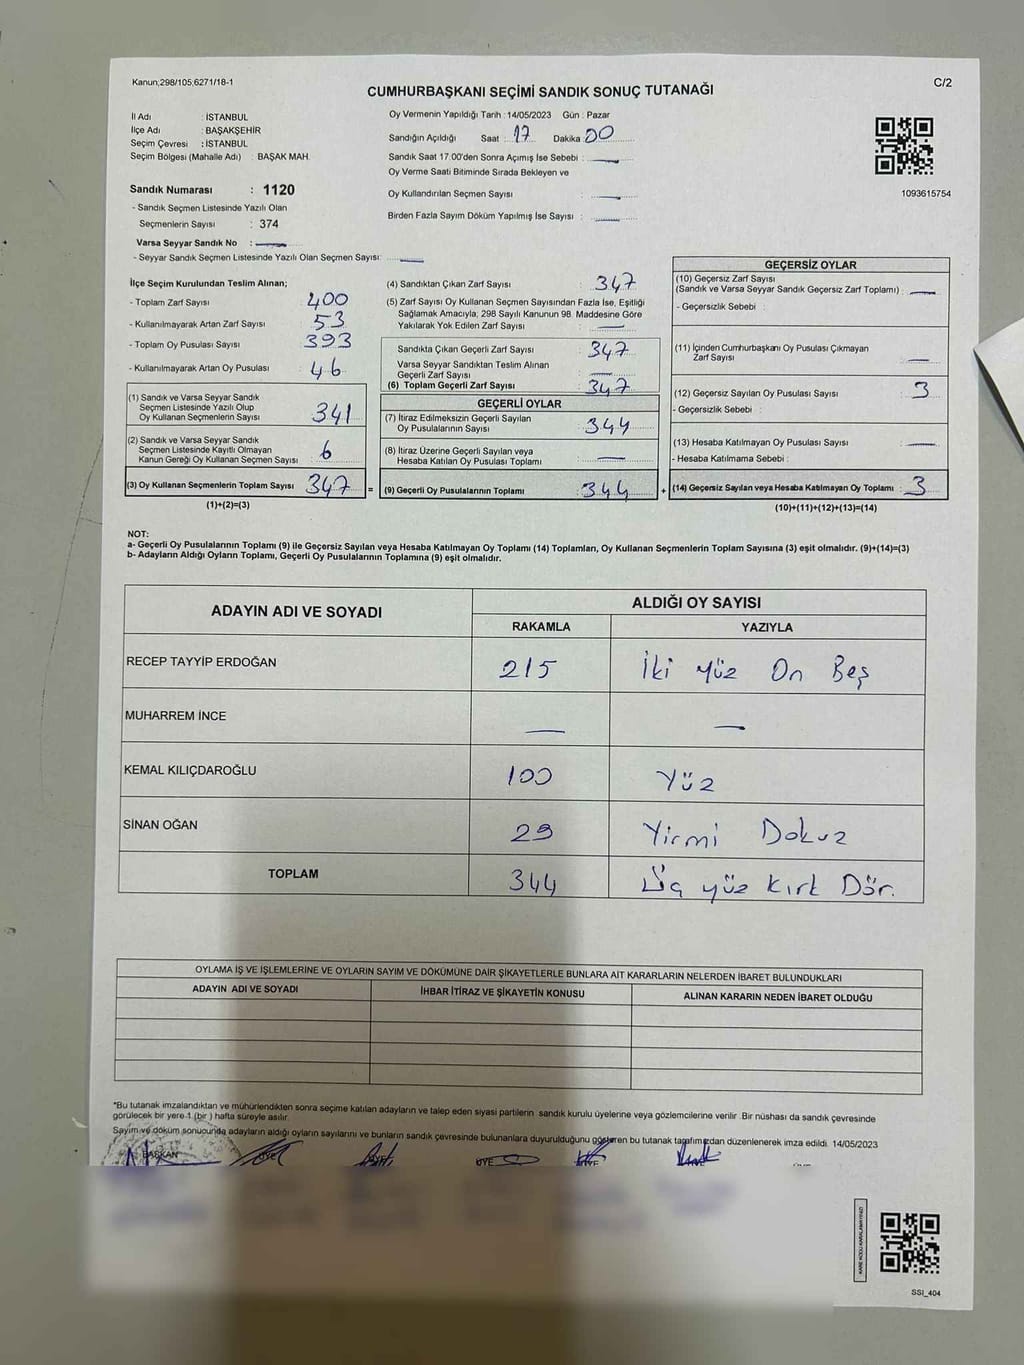 Kanun;298/105;6271/18-1
C/2
CUMHURBAŞKANI SEÇİMİ SANDIK SONUÇ TUTANAĞI
İl Adı : İSTANBUL
İlçe Adı : BAŞAKŞEHİR
Seçim Çevresi : İSTANBUL
Seçim Bölgesi (Mahalle Adı) : BAŞAK MAH.
Sandık Numarası : 1120
- Sandık Seçmen Listesinde Yazılı Olan
Seçmenlerin Sayısı : 374
Varsa Seyyar Sandık No : —
- Seyyar Sandık Seçmen Listesinde Yazılı Olan Seçmen Sayısı: —
Oy Vermenin Yapıldığı Tarih : 14/05/2023 Gün : Pazar
Sandığın Açıldığı Saat : 17 Dakika 00
Sandık Saat 17.00'den Sonra Açımış İse Sebebi : —
Oy Verme Saati Bitiminde Sırada Bekleyen ve
Oy Kullandırılan Seçmen Sayısı : —
Birden Fazla Sayım Döküm Yapılmış İse Sayısı : —
1093615754
İlçe Seçim Kurulundan Teslim Alınan;
- Toplam Zarf Sayısı 400
- Kullanılmayarak Artan Zarf Sayısı 53
- Toplam Oy Pusulası Sayısı 393
- Kullanılmayarak Artan Oy Pusulası 46
(1) Sandık ve Varsa Seyyar Sandık
Seçmen Listesinde Yazılı Olup
Oy Kullanan Seçmenlerin Sayısı 341
(2) Sandık ve Varsa Seyyar Sandık
Seçmen Listesinde Kayıtlı Olmayan
Kanun Gereği Oy Kullanan Seçmen Sayısı 6
(3) Oy Kullanan Seçmenlerin Toplam Sayısı 347 =
(1)+(2)=(3)
(4) Sandıktan Çıkan Zarf Sayısı : 347
(5) Zarf Sayısı Oy Kullanan Seçmen Sayısından Fazla İse, Eşitliği
Sağlamak Amacıyla, 298 Sayılı Kanunun 98. Maddesine Göre
Yakılarak Yok Edilen Zarf Sayısı : —
Sandıkta Çıkan Geçerli Zarf Sayısı : 347
Varsa Seyyar Sandıktan Teslim Alınan
Geçerli Zarf Sayısı : —
(6) Toplam Geçerli Zarf Sayısı : 347
GEÇERLİ OYLAR
(7) İtiraz Edilmeksizin Geçerli Sayılan
Oy Pusulalarının Sayısı : 344
(8) İtiraz Üzerine Geçerli Sayılan veya
Hesaba Katılan Oy Pusulası Toplamı : —
(9) Geçerli Oy Pusulalarının Toplamı : 344 +
GEÇERSİZ OYLAR
(10) Geçersiz Zarf Sayısı
(Sandık ve Varsa Seyyar Sandık Geçersiz Zarf Toplamı) : —
- Geçersizlik Sebebi :
(11) İçinden Cumhurbaşkanı Oy Pusulası Çıkmayan
Zarf Sayısı : —
(12) Geçersiz Sayılan Oy Pusulası Sayısı : 3
- Geçersizlik Sebebi :
(13) Hesaba Katılmayan Oy Pusulası Sayısı : —
- Hesaba Katılmama Sebebi :
(14) Geçersiz Sayılan veya Hesaba Katılmayan Oy Toplamı : 3
(10)+(11)+(12)+(13)=(14)
NOT:
a- Geçerli Oy Pusulalarının Toplamı (9) ile Geçersiz Sayılan veya Hesaba Katılmayan Oy Toplamı (14) Toplamları, Oy Kullanan Seçmenlerin Toplam Sayısına (3) eşit olmalıdır. (9)+(14)=(3)
b- Adayların Aldığı Oyların Toplamı, Geçerli Oy Pusulalarının Toplamına (9) eşit olmalıdır.
ADAYIN ADI VE SOYADI ALDIĞI OY SAYISI
RAKAMLA YAZIYLA
RECEP TAYYİP ERDOĞAN 215 İki yüz On Beş
MUHARREM İNCE — —
KEMAL KILIÇDAROĞLU 100 Yüz
SİNAN OĞAN 29 Yirmi Dokuz
TOPLAM 344 Üç yüz Kırk Dör.
OYLAMA İŞ VE İŞLEMLERİNE VE OYLARIN SAYIM VE DÖKÜMÜNE DAİR ŞİKAYETLERLE BUNLARA AİT KARARLARIN NELERDEN İBARET BULUNDUKLARI
ADAYIN ADI VE SOYADI İHBAR İTİRAZ VE ŞİKAYETİN KONUSU ALINAN KARARIN NEDEN İBARET OLDUĞU
*Bu tutanak imzalandıktan ve mühürlendikten sonra seçime katılan adayların ve talep eden siyasi partilerin sandık kurulu üyelerine veya gözlemcilerine verilir. Bir nüshası da sandık çevresinde
görülecek bir yere 1 (bir ) hafta süreyle asılır.
Sayım ve döküm sonucunda adayların aldığı oyların sayılarını ve bunların sandık çevresinde bulunanlara duyurulduğunu gösteren bu tutanak tarafımızdan düzenlenerek imza edildi. 14/05/2023
BAŞKAN ÜYE ÜYE ÜYE ÜYE
KARE KODU KARALAMAYINIZ!
SSI_404